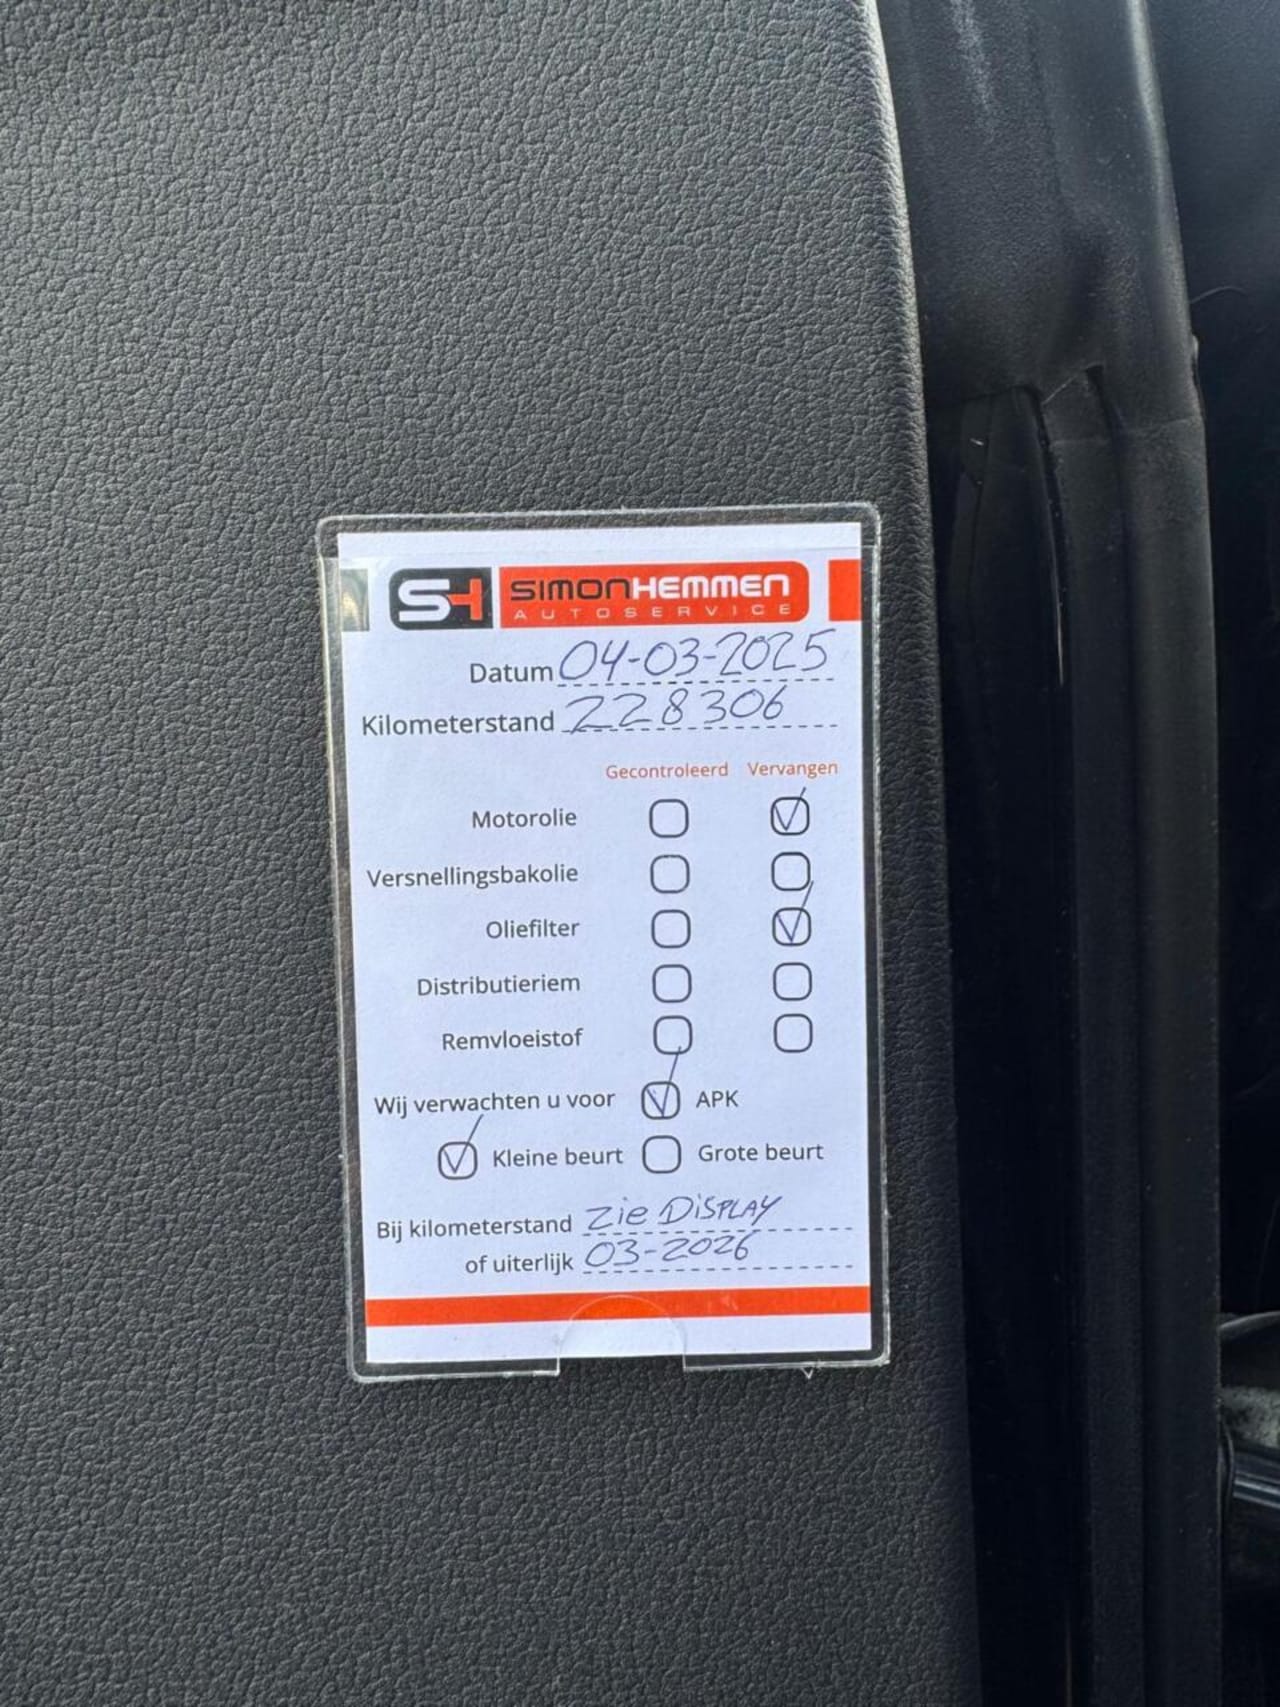 SH SIMONHEMMEN
AUTOSERVICE
Datum 04-03-2025
Kilometerstand 228306
Gecontroleerd Vervangen
Motorolie
Versnellingsbakolie
Oliefilter
Distributieriem
Remvloeistof
Wij verwachten u voor APK
Kleine beurt Grote beurt
Bij kilometerstand Zie DiSPLAY
of uiterlijk 03-2026